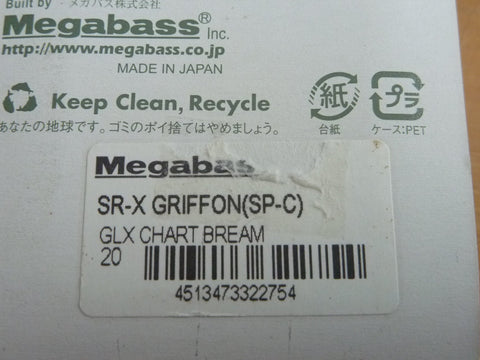 Built by メガバス株式会社
Megabass® Inc.
http://www.megabass.co.jp
MADE IN JAPAN
Keep Clean, Recycle
あなたの地球です。ゴミのポイ捨てはやめましょう。
紙
台紙
プラ
ケース:PET
Megabas
SR-X GRIFFON(SP-C)
GLX CHART BREAM
20
4513473322754